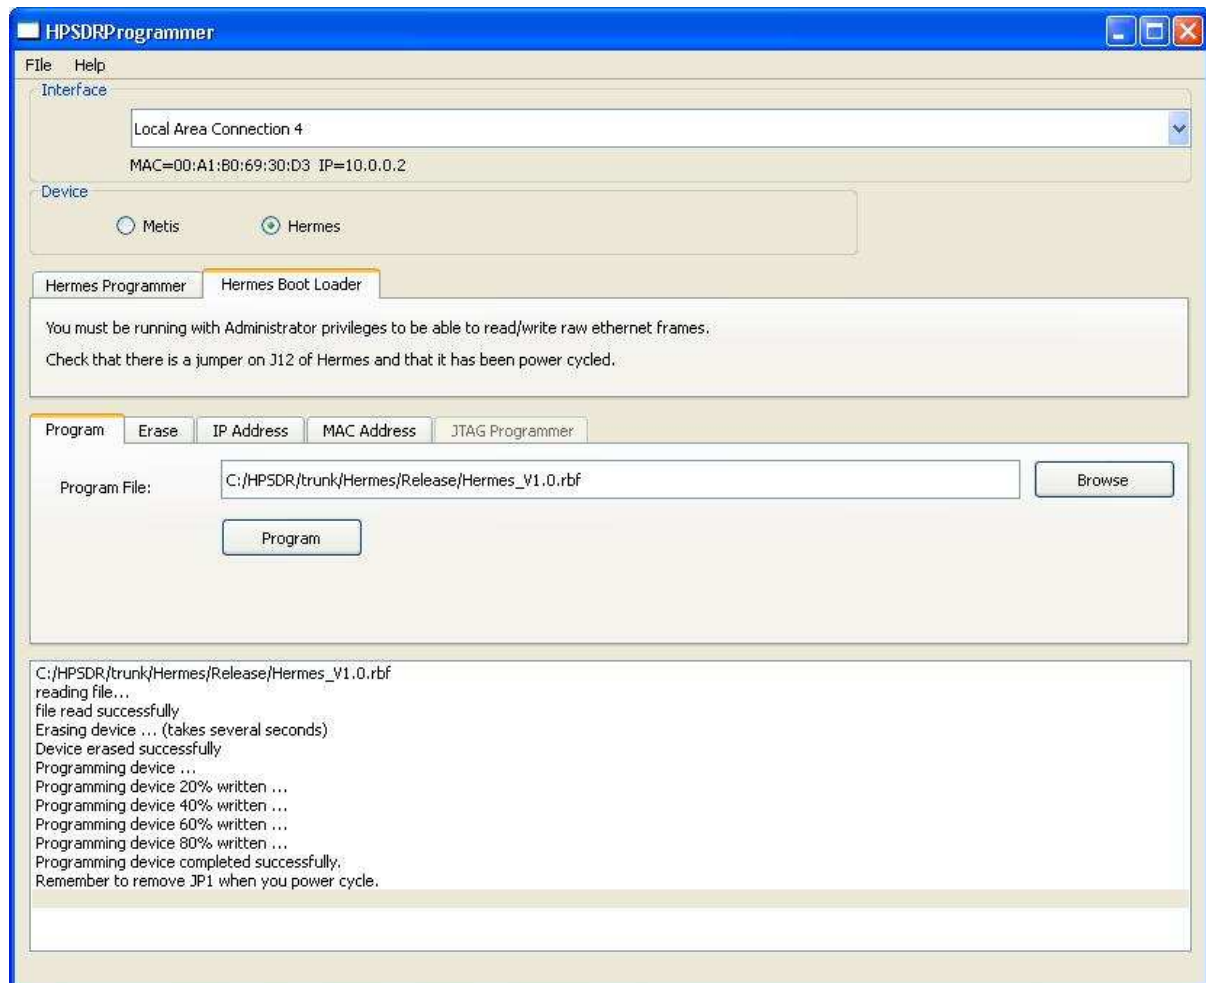 HPSDRProgrammer
FIle Help
Interface
Local Area Connection 4
MAC=00:A1:B0:69:30:D3 IP=10.0.0.2
Device
Metis Hermes
Hermes Programmer Hermes Boot Loader
You must be running with Administrator privileges to be able to read/write raw ethernet frames.
Check that there is a jumper on J12 of Hermes and that it has been power cycled.
Program Erase IP Address MAC Address JTAG Programmer
Program File: C:/HPSDR/trunk/Hermes/Release/Hermes_V1.0.rbf Browse
Program
C:/HPSDR/trunk/Hermes/Release/Hermes_V1.0.rbf
reading file...
file read successfully
Erasing device ... (takes several seconds)
Device erased successfully
Programming device ...
Programming device 20% written ...
Programming device 40% written ...
Programming device 60% written ...
Programming device 80% written ...
Programming device completed successfully.
Remember to remove JP1 when you power cycle.